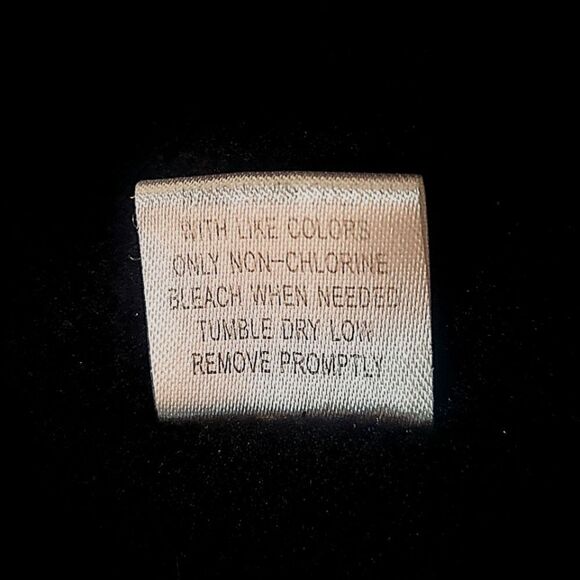 WITH LIKE COLORS
ONLY NON-CHLORINE
BLEACH WHEN NEEDED
TUMBLE DRY LOW
REMOVE PROMPTLY